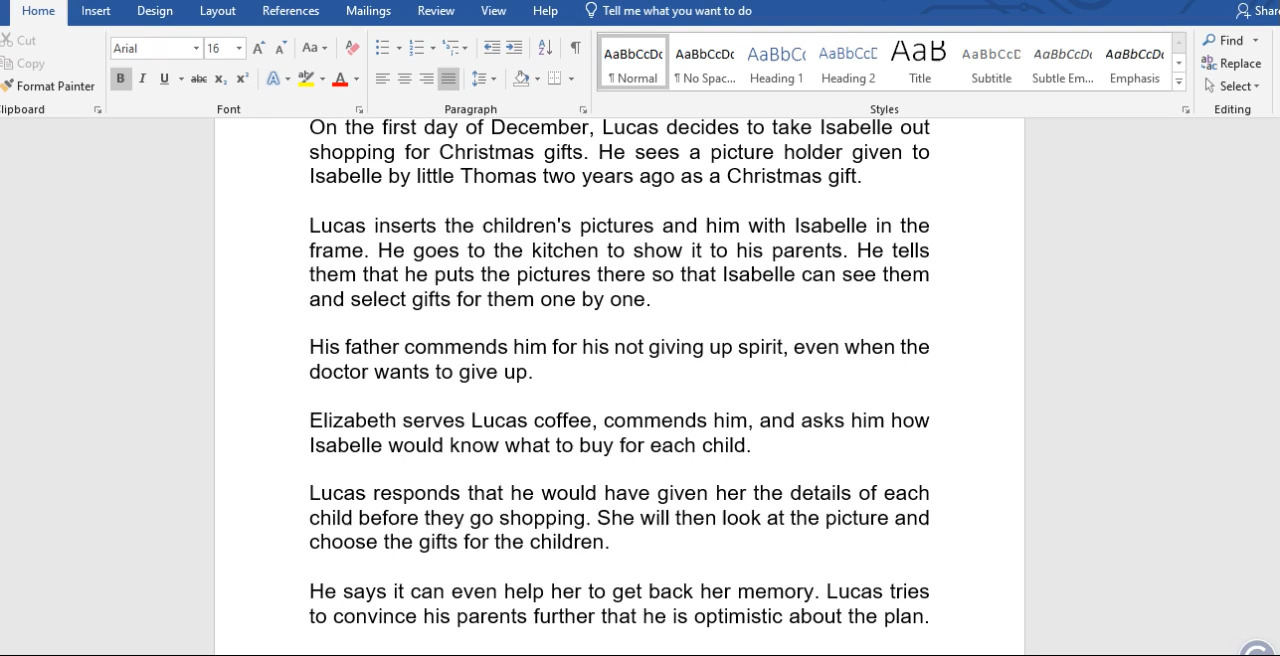 Home Insert Design Layout References Mailings Review View Help Tell me what you want to do Share
Cut
Copy
Format Painter
Arial 16
Aa
B I U abc x₂ x² A ab A
AaBbCcDc AaBbCcDc AaBbCc AaBbCcD AaB AaBbCcD AaBbCcDc AaBbCcDc
¶ Normal ¶ No Spac... Heading 1 Heading 2 Title Subtitle Subtle Em... Emphasis
Find
Replace
Select
lipboard Font Paragraph Styles Editing
On the first day of December, Lucas decides to take Isabelle out
shopping for Christmas gifts. He sees a picture holder given to
Isabelle by little Thomas two years ago as a Christmas gift.
Lucas inserts the children's pictures and him with Isabelle in the
frame. He goes to the kitchen to show it to his parents. He tells
them that he puts the pictures there so that Isabelle can see them
and select gifts for them one by one.
His father commends him for his not giving up spirit, even when the
doctor wants to give up.
Elizabeth serves Lucas coffee, commends him, and asks him how
Isabelle would know what to buy for each child.
Lucas responds that he would have given her the details of each
child before they go shopping. She will then look at the picture and
choose the gifts for the children.
He says it can even help her to get back her memory. Lucas tries
to convince his parents further that he is optimistic about the plan.